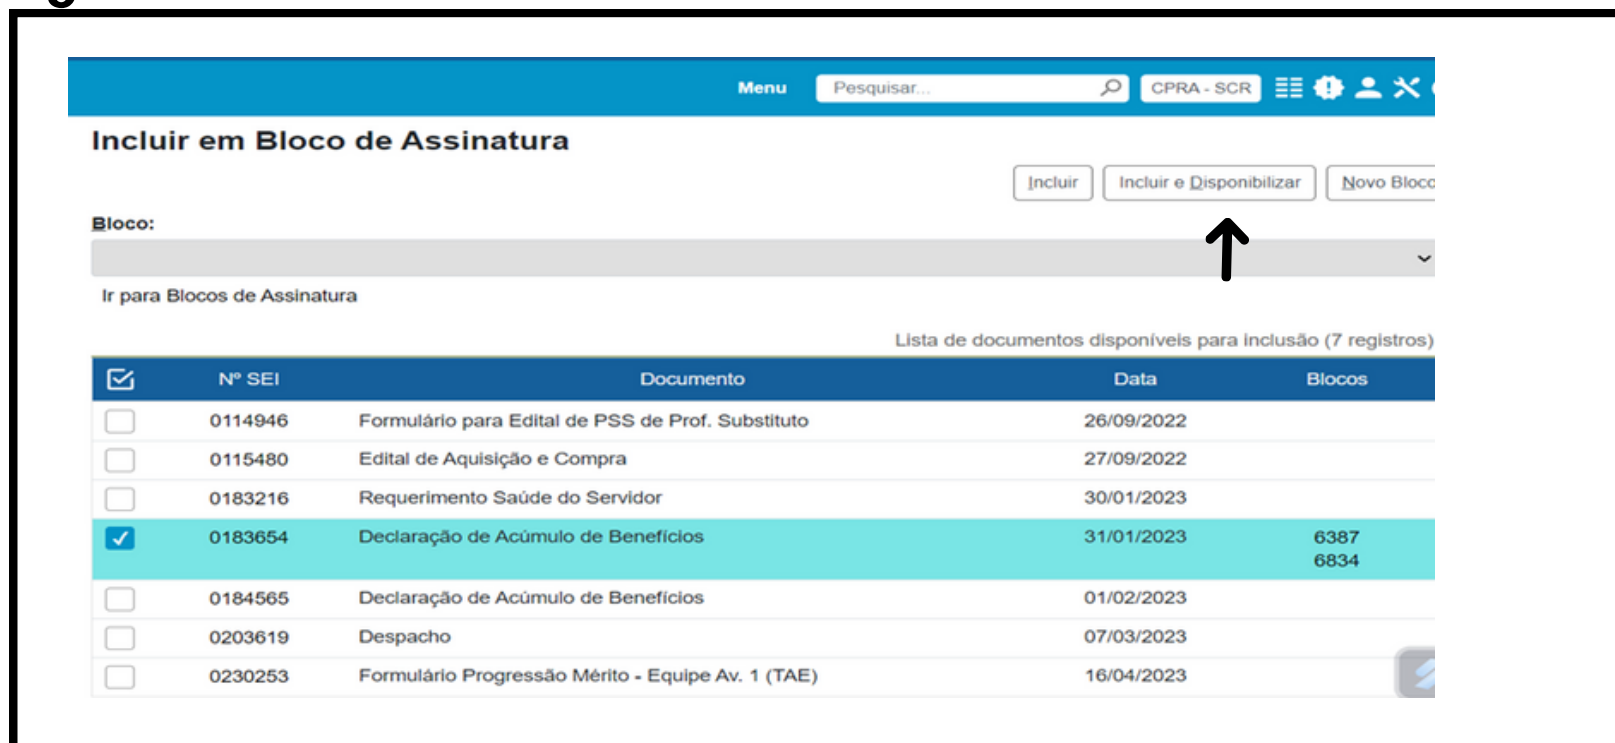 Menu Pesquisar... CPRA - SCR
Incluir em Bloco de Assinatura
Incluir Incluir e Disponibilizar Novo Bloco
Bloco:
Ir para Blocos de Assinatura
Lista de documentos disponíveis para inclusão (7 registros)
Nº SEI Documento Data Blocos
0114946 Formulário para Edital de PSS de Prof. Substituto 26/09/2022
0115480 Edital de Aquisição e Compra 27/09/2022
0183216 Requerimento Saúde do Servidor 30/01/2023
0183654 Declaração de Acúmulo de Benefícios 31/01/2023 6387
6834
0184565 Declaração de Acúmulo de Benefícios 01/02/2023
0203619 Despacho 07/03/2023
0230253 Formulário Progressão Mérito - Equipe Av. 1 (TAE) 16/04/2023